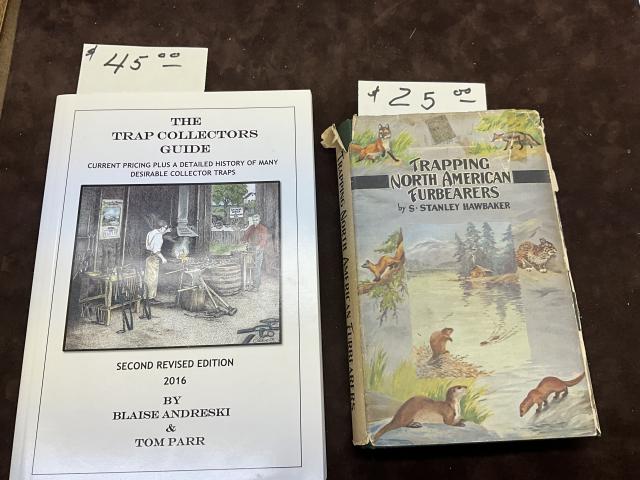 $45.00
THE
TRAP COLLECTORS
GUIDE
CURRENT PRICING PLUS A DETAILED HISTORY OF MANY
DESIRABLE COLLECTOR TRAPS
SECOND REVISED EDITION
2016
BY
BLAISE ANDRESKI
&
TOM PARR
$25.00
TRAPPING
NORTH AMERICAN
FURBEARERS
by S. STANLEY HAWBAKER
TRAPPING NORTH AMERICAN FURBEARERS